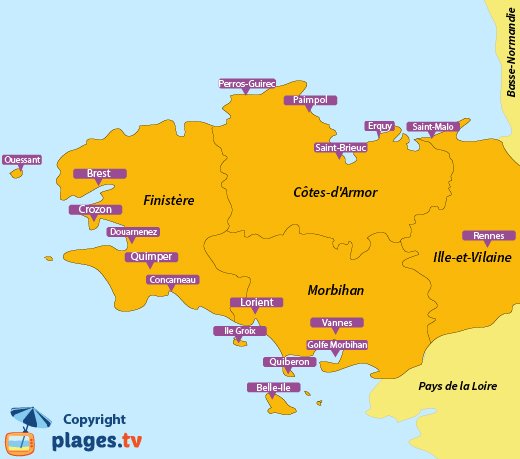 Basse-Normandie
Perros-Guirec
Paimpol
Erquy
Saint-Malo
Saint-Brieuc
Ouessant
Brest
Finistère
Côtes-d'Armor
Crozon
Douarnenez
Rennes
Quimper
Ille-et-Vilaine
Concarneau
Morbihan
Lorient
Ile Groix
Vannes
Golfe Morbihan
Quiberon
Belle-Ile
Pays de la Loire
Copyright
plages.tv